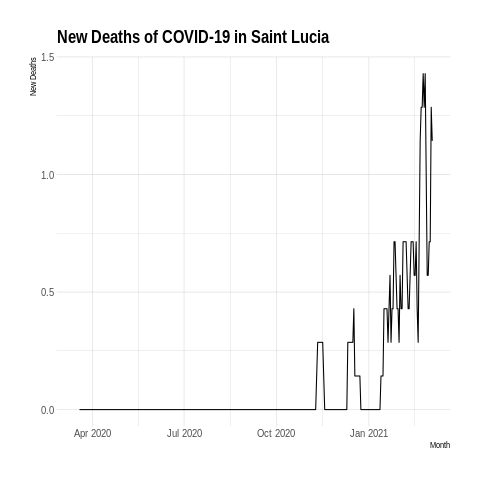 New Deaths of COVID-19 in Saint Lucia
New Deaths
1.5
1.0
0.5
0.0
Apr 2020 Jul 2020 Oct 2020 Jan 2021
Month